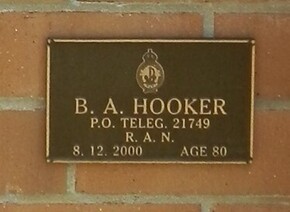 B. A. HOOKER
P.O. TELEG. 21749
R. A. N.
8. 12. 2000 AGE 80